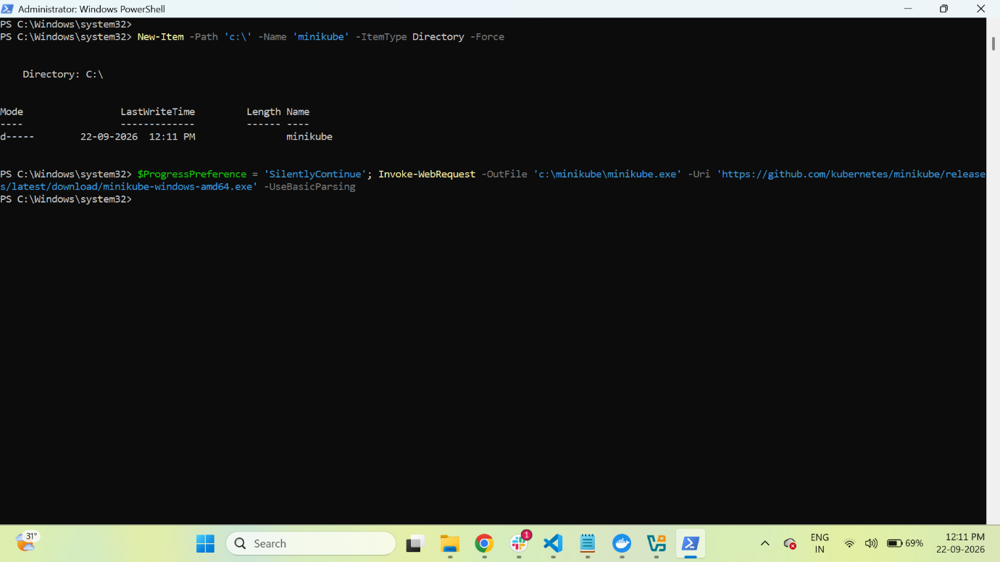 Administrator: Windows PowerShell
PS C:\Windows\system32>
PS C:\Windows\system32> New-Item -Path 'c:\' -Name 'minikube' -ItemType Directory -Force
    Directory: C:\
Mode                 LastWriteTime         Length Name
----                 -------------         ------ ----
d-----        22-09-2026  12:11 PM                minikube
PS C:\Windows\system32> $ProgressPreference = 'SilentlyContinue'; Invoke-WebRequest -OutFile 'c:\minikube\minikube.exe' -Uri 'https://github.com/kubernetes/minikube/release
s/latest/download/minikube-windows-amd64.exe' -UseBasicParsing
PS C:\Windows\system32>
31°
Search
1
ENG
IN
69%
12:11 PM
22-09-2026